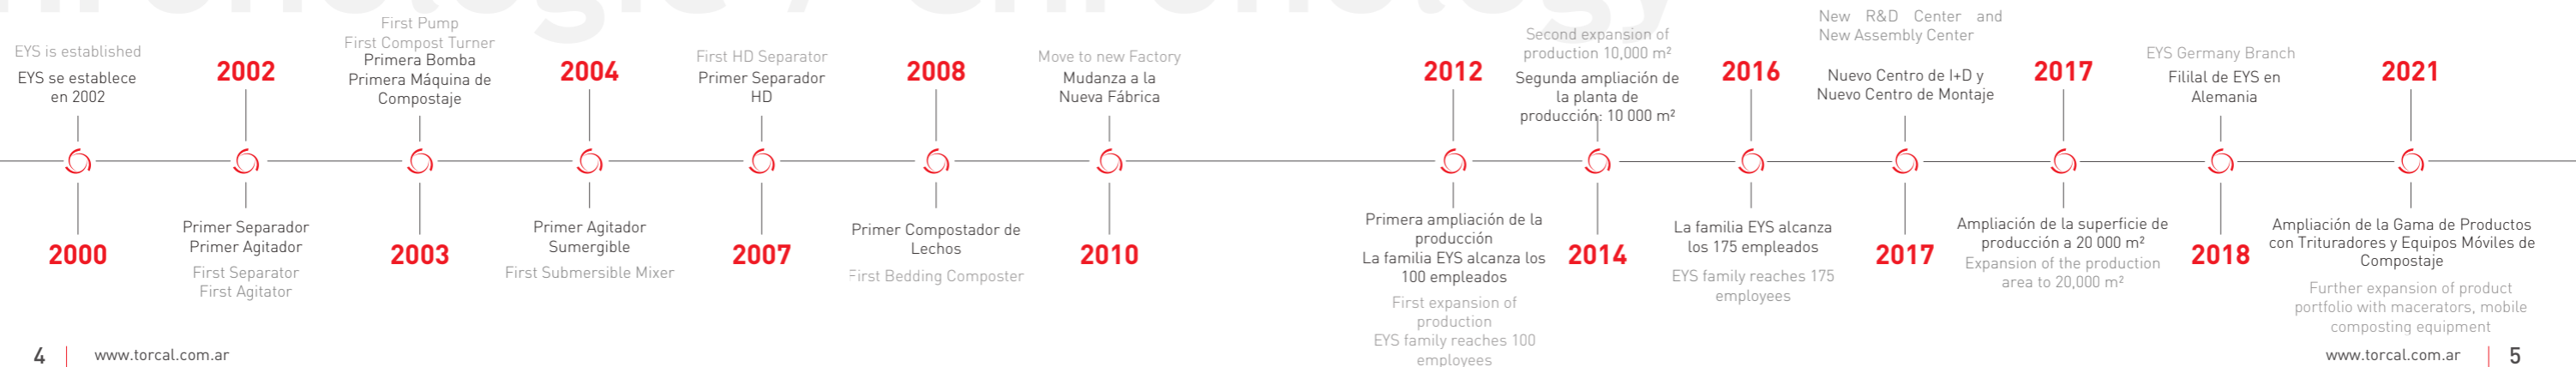 Chronology
EYS is established
EYS se establece
en 2002
2000
2002
Primer Separador
Primer Agitador
First Separator
First Agitator
First Pump
First Compost Turner
Primera Bomba
Primera Máquina de
Compostaje
2003
2004
Primer Agitador
Sumergible
First Submersible Mixer
First HD Separator
Primer Separador
HD
2007
2008
Primer Compostador de
Lechos
First Bedding Composter
Move to new Factory
Mudanza a la
Nueva Fábrica
2010
2012
Primera ampliación de la
producción
La familia EYS alcanza los
100 empleados
First expansion of
production
EYS family reaches 100
employees
Second expansion of
production 10,000 m²
Segunda ampliación de
la planta de
producción: 10 000 m²
2014
2016
La familia EYS alcanza
los 175 empleados
EYS family reaches 175
employees
New R&D Center and
New Assembly Center
Nuevo Centro de I+D y
Nuevo Centro de Montaje
2017
2017
Ampliación de la superficie de
producción a 20 000 m²
Expansion of the production
area to 20,000 m²
EYS Germany Branch
Fililal de EYS en
Alemania
2018
2021
Ampliación de la Gama de Productos
con Trituradores y Equipos Móviles de
Compostaje
Further expansion of product
portfolio with macerators, mobile
composting equipment
4 | www.torcal.com.ar
www.torcal.com.ar | 5